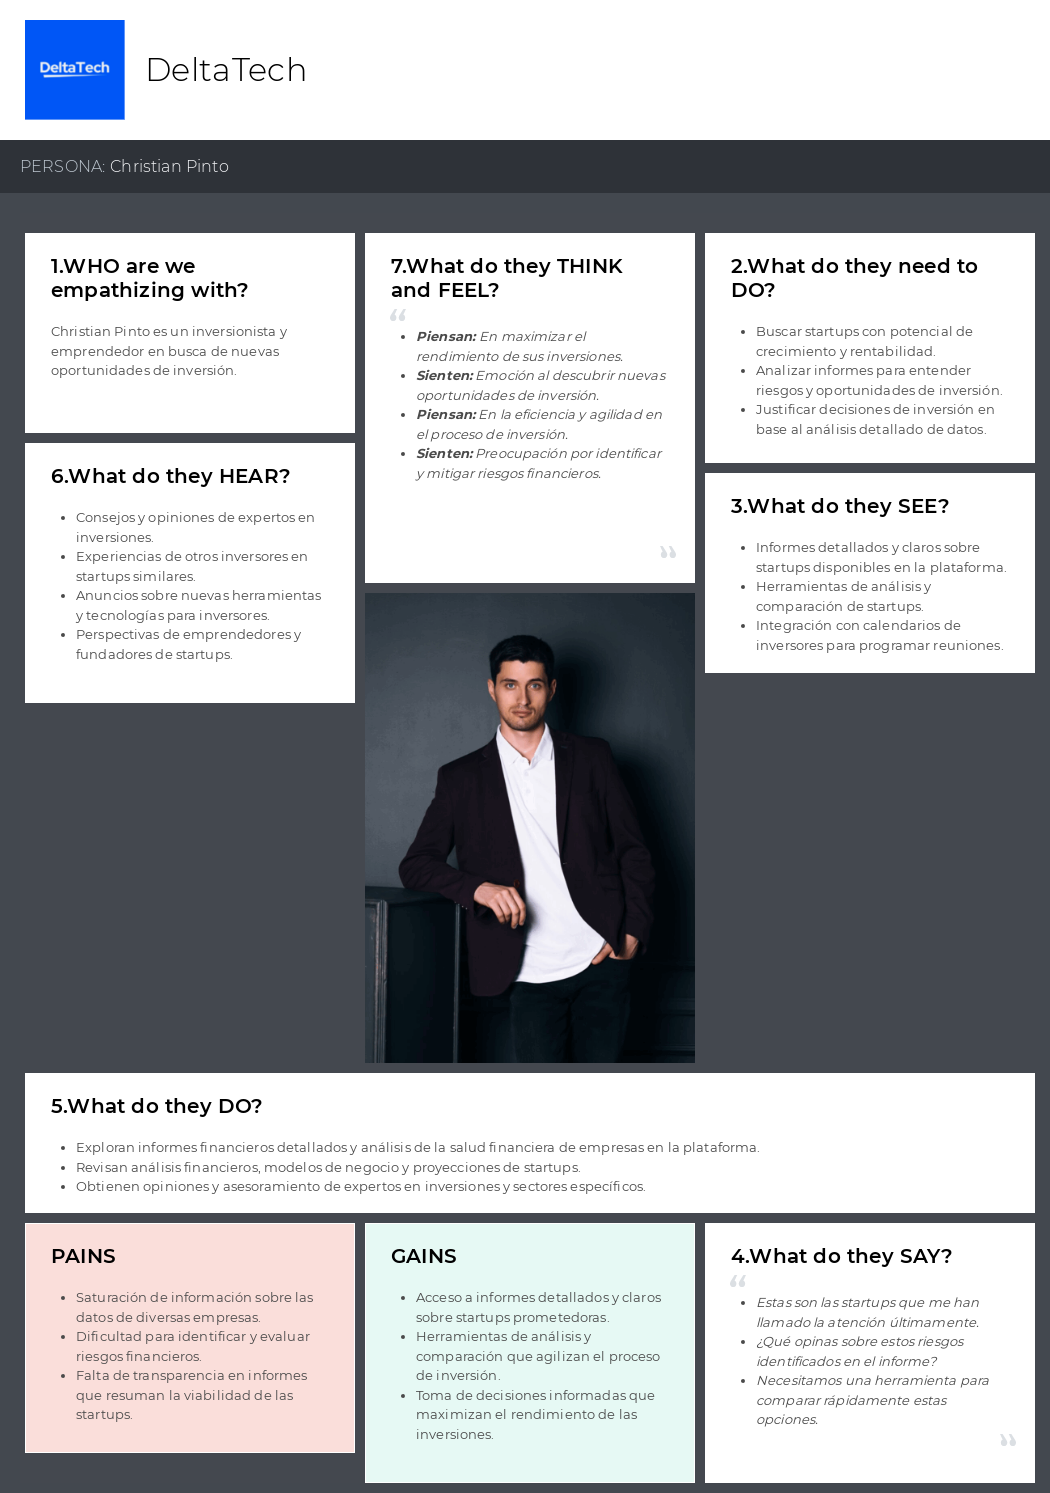 DeltaTech
DeltaTech
PERSONA: Christian Pinto
1.WHO are we
empathizing with?
Christian Pinto es un inversionista y
emprendedor en busca de nuevas
oportunidades de inversión.
7.What do they THINK
and FEEL?
“
• Piensan: En maximizar el
rendimiento de sus inversiones.
• Sienten: Emoción al descubrir nuevas
oportunidades de inversión.
• Piensan: En la eficiencia y agilidad en
el proceso de inversión.
• Sienten: Preocupación por identificar
y mitigar riesgos financieros.
”
2.What do they need to
DO?
• Buscar startups con potencial de
crecimiento y rentabilidad.
• Analizar informes para entender
riesgos y oportunidades de inversión.
• Justificar decisiones de inversión en
base al análisis detallado de datos.
6.What do they HEAR?
• Consejos y opiniones de expertos en
inversiones.
• Experiencias de otros inversores en
startups similares.
• Anuncios sobre nuevas herramientas
y tecnologías para inversores.
• Perspectivas de emprendedores y
fundadores de startups.
3.What do they SEE?
• Informes detallados y claros sobre
startups disponibles en la plataforma.
• Herramientas de análisis y
comparación de startups.
• Integración con calendarios de
inversores para programar reuniones.
5.What do they DO?
• Exploran informes financieros detallados y análisis de la salud financiera de empresas en la plataforma.
• Revisan análisis financieros, modelos de negocio y proyecciones de startups.
• Obtienen opiniones y asesoramiento de expertos en inversiones y sectores específicos.
PAINS
• Saturación de información sobre las
datos de diversas empresas.
• Dificultad para identificar y evaluar
riesgos financieros.
• Falta de transparencia en informes
que resuman la viabilidad de las
startups.
GAINS
• Acceso a informes detallados y claros
sobre startups prometedoras.
• Herramientas de análisis y
comparación que agilizan el proceso
de inversión.
• Toma de decisiones informadas que
maximizan el rendimiento de las
inversiones.
4.What do they SAY?
“
• Estas son las startups que me han
llamado la atención últimamente.
• ¿Qué opinas sobre estos riesgos
identificados en el informe?
• Necesitamos una herramienta para
comparar rápidamente estas
opciones.
”